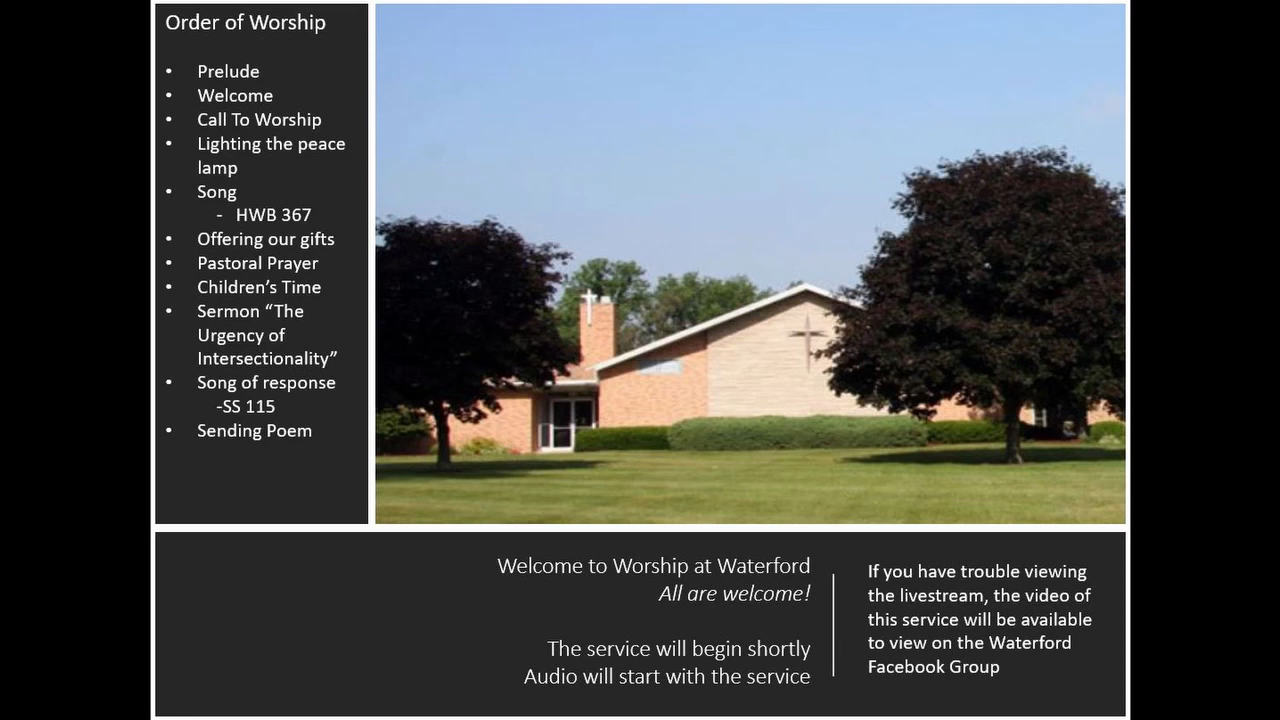 Order of Worship
• Prelude
• Welcome
• Call To Worship
• Lighting the peace
lamp
• Song
- HWB 367
• Offering our gifts
• Pastoral Prayer
• Children’s Time
• Sermon “The
Urgency of
Intersectionality”
• Song of response
-SS 115
• Sending Poem
Welcome to Worship at Waterford
All are welcome!
The service will begin shortly
Audio will start with the service
If you have trouble viewing
the livestream, the video of
this service will be available
to view on the Waterford
Facebook Group